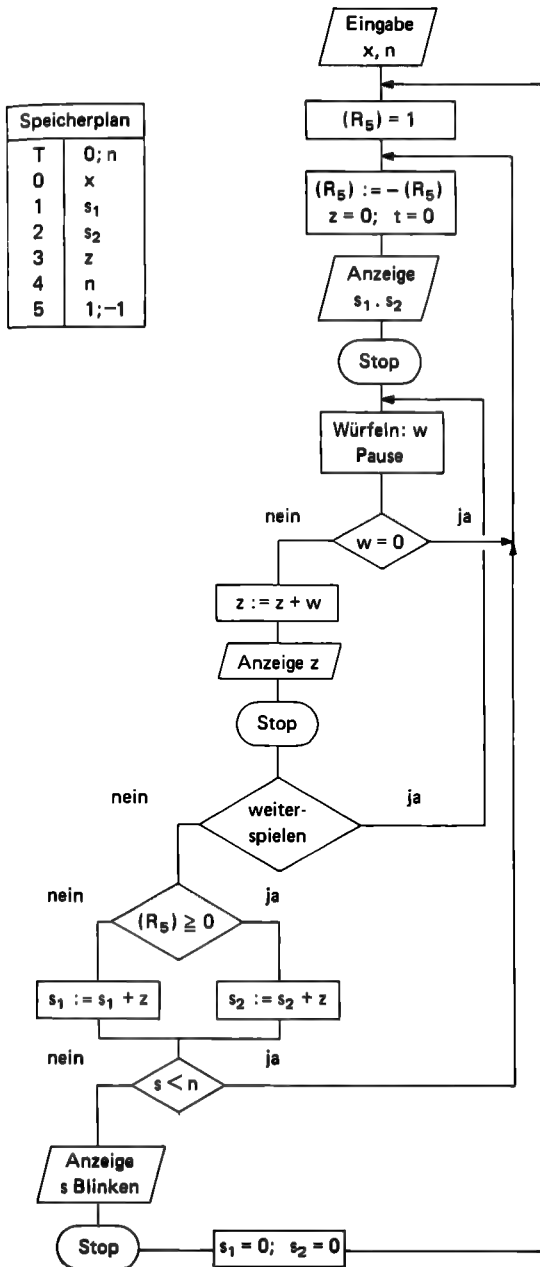 Eingabe
x, n
(R₅) = 1
(R₅) := – (R₅)
z = 0; t = 0
Anzeige
s₁ . s₂
Stop
Würfeln: w
Pause
nein
ja
w = 0
z := z + w
Anzeige z
Stop
nein
ja
weiter-
spielen
nein
ja
(R₅) ≧ 0
s₁ := s₁ + z
s₂ := s₂ + z
nein
ja
s < n
Anzeige
s Blinken
Stop
s₁ = 0; s₂ = 0
Speicherplan
T 0; n
0 x
1 s₁
2 s₂
3 z
4 n
5 1; –1